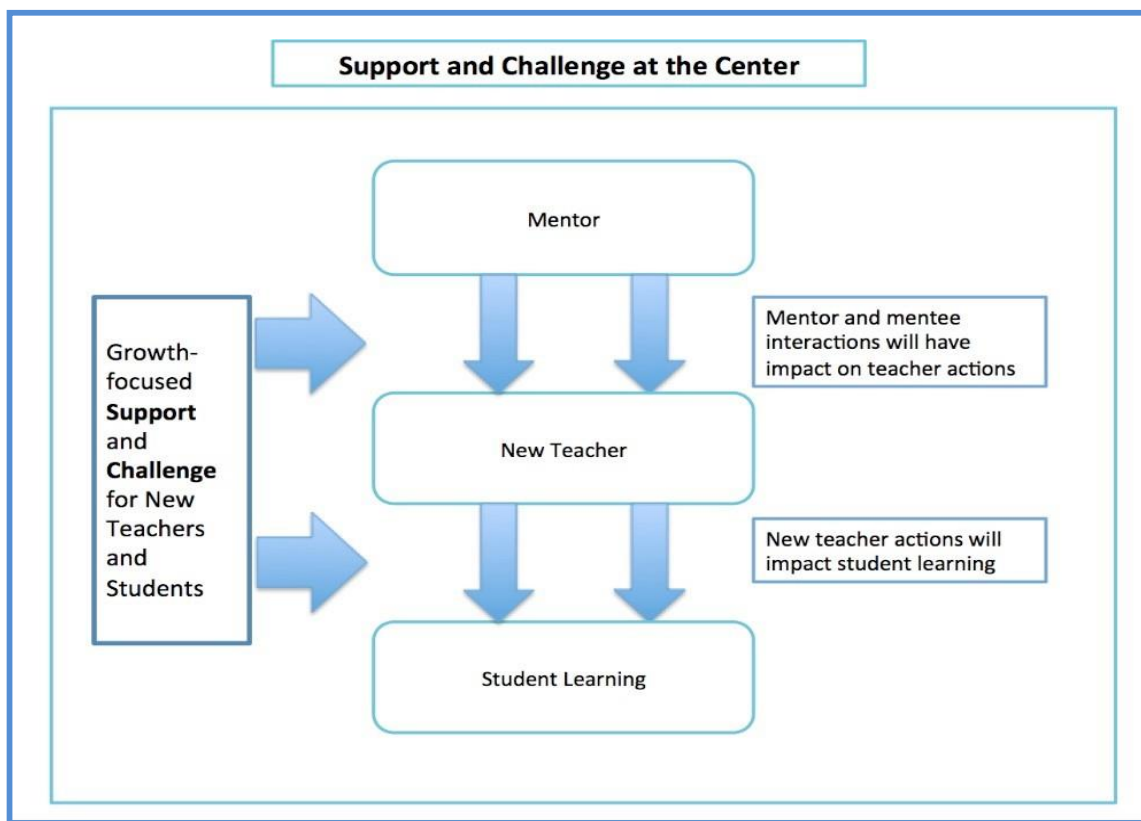 Support and Challenge at the Center
Mentor
Growth-
focused
Support
and
Challenge
for New
Teachers
and
Students
Mentor and mentee
interactions will have
impact on teacher actions
New Teacher
New teacher actions will
impact student learning
Student Learning